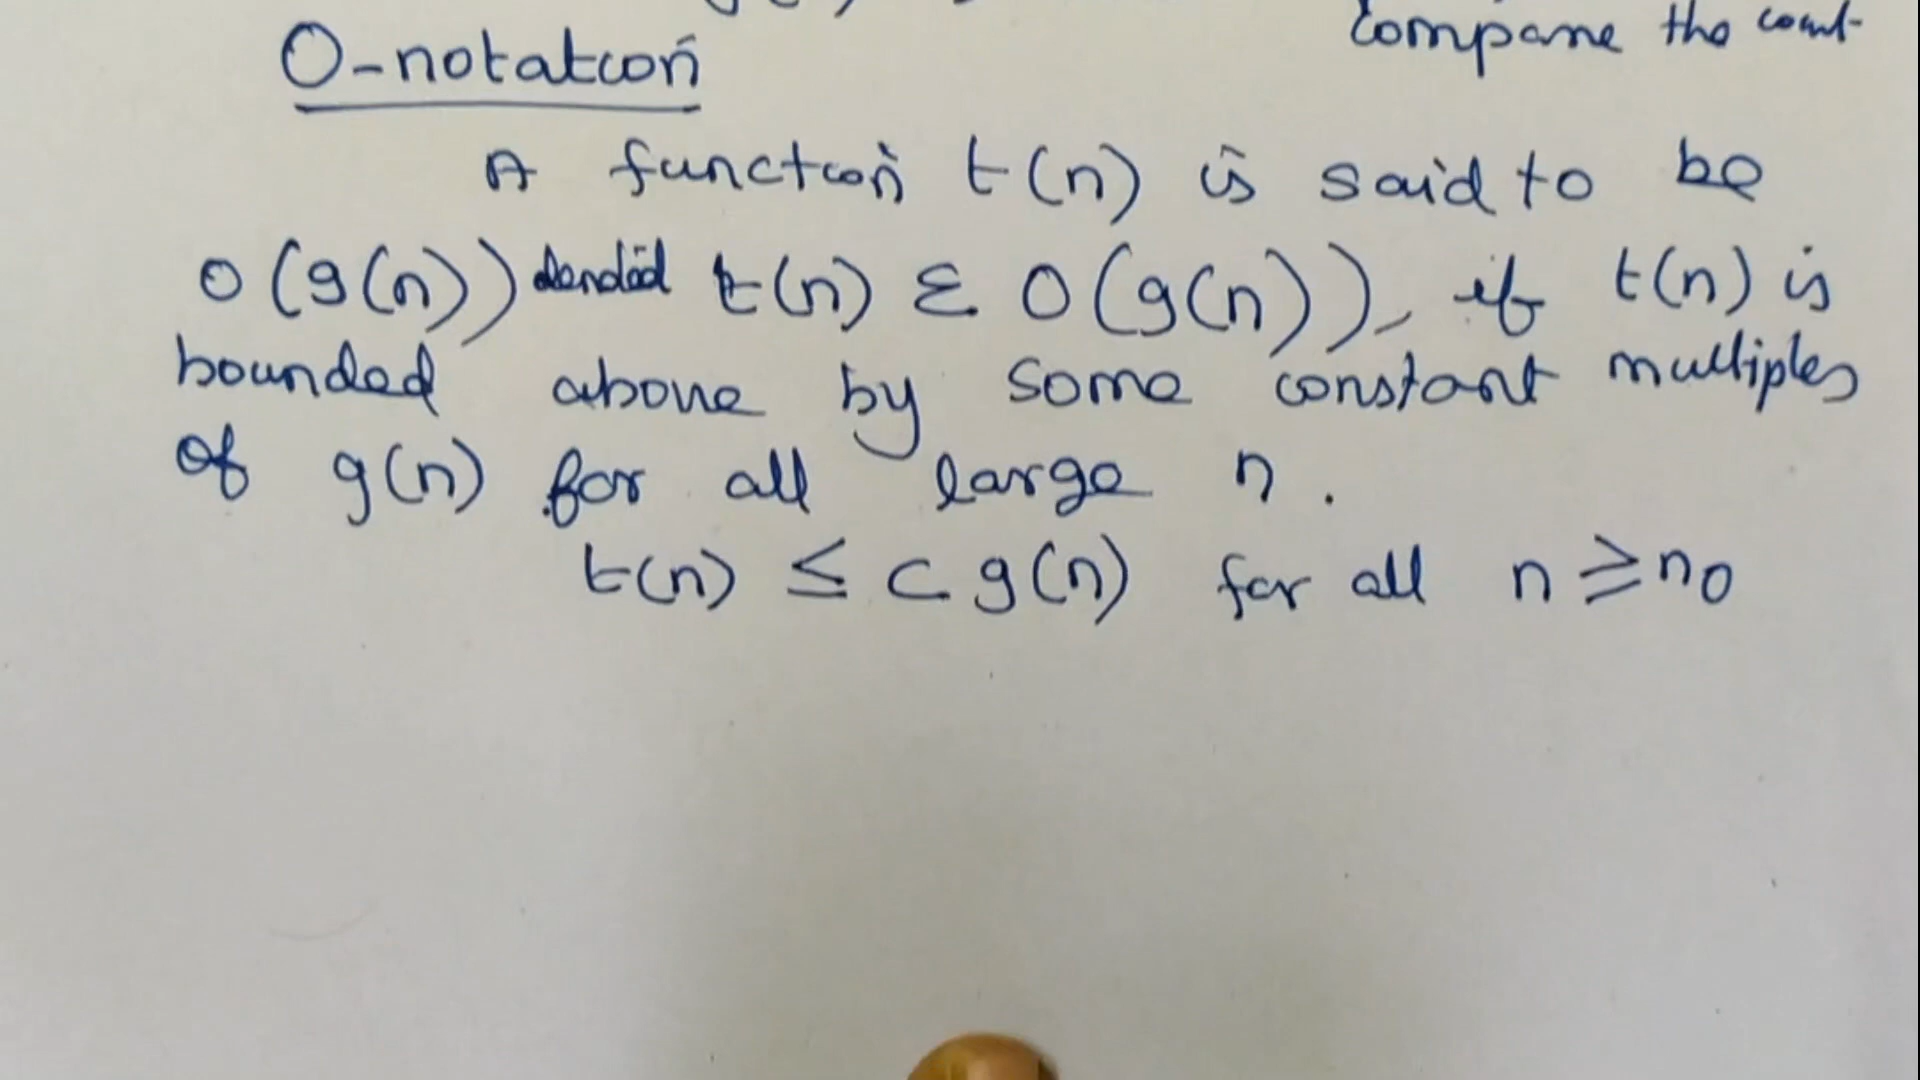 Compare the count-
O-notation
A function t(n) is said to be
O(g(n)) denoted t(n) Σ O(g(n)), if t(n) is
bounded above by some constant multiples
of g(n) for all large n.
t(n) ≤ c g(n) for all n ≥ n0